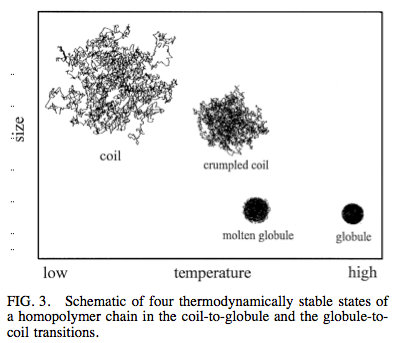 size
coil
crumpled coil
molten globule
globule
low temperature high
FIG. 3. Schematic of four thermodynamically stable states of
a homopolymer chain in the coil-to-globule and the globule-to-
coil transitions.